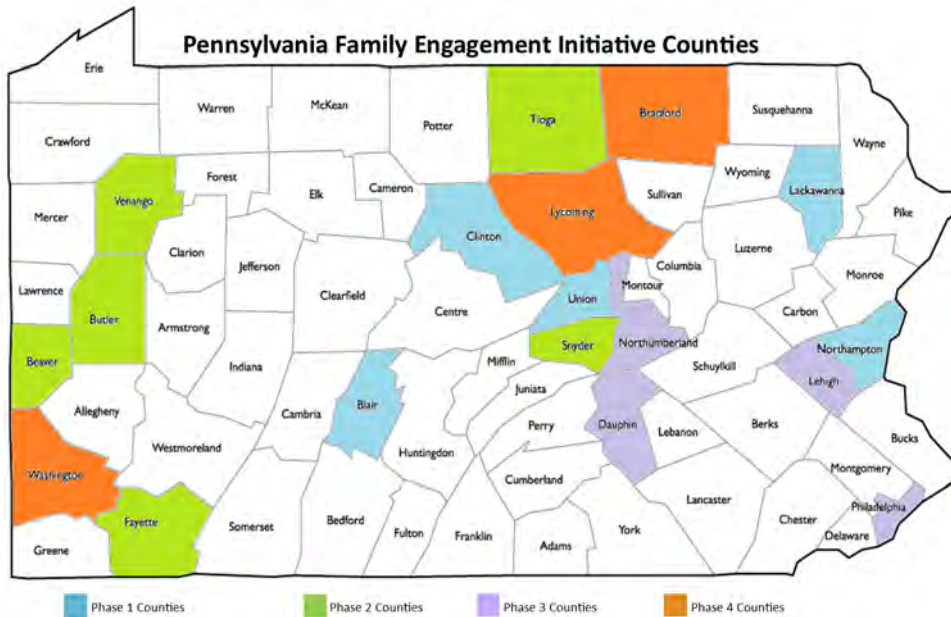 Pennsylvania Family Engagement Initiative Counties
Erie
Warren
McKean
Potter
Tioga
Bradford
Susquehanna
Wayne
Crawford
Forest
Elk
Cameron
Sullivan
Wyoming
Lackawanna
Pike
Mercer
Venango
Clinton
Lycoming
Luzerne
Clarion
Jefferson
Clearfield
Centre
Union
Montour
Columbia
Monroe
Lawrence
Butler
Armstrong
Carbon
Beaver
Indiana
Mifflin
Snyder
Northumberland
Schuylkill
Northampton
Lehigh
Allegheny
Cambria
Blair
Juniata
Perry
Dauphin
Lebanon
Berks
Bucks
Westmoreland
Huntingdon
Washington
Cumberland
Montgomery
Fayette
Somerset
Bedford
Fulton
Franklin
Adams
York
Lancaster
Chester
Philadelphia
Delaware
Greene
Phase 1 Counties
Phase 2 Counties
Phase 3 Counties
Phase 4 Counties